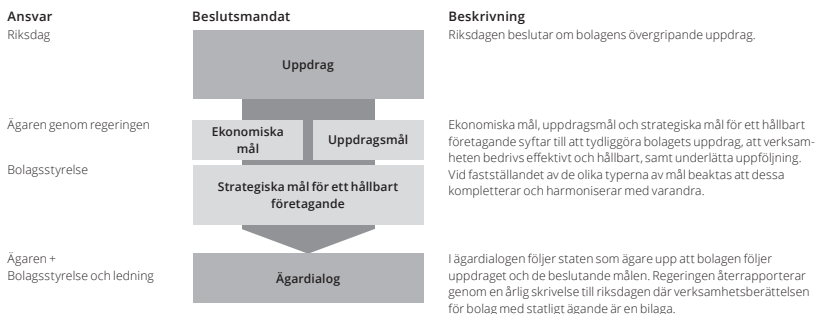 Ansvar
Beslutsmandat
Beskrivning
Riksdag
Uppdrag
Riksdagen beslutar om bolagens övergripande uppdrag.
Ägaren genom regeringen
Ekonomiska
mål
Uppdragsmål
Bolagsstyrelse
Strategiska mål för ett hållbart
företagande
Ekonomiska mål, uppdragsmål och strategiska mål för ett hållbart
företagande syftar till att tydliggöra bolagets uppdrag, att verksam-
heten bedrivs effektivt och hållbart, samt underlätta uppföljning.
Vid fastställandet av de olika typerna av mål beaktas att dessa
kompletterar och harmoniserar med varandra.
Ägaren +
Bolagsstyrelse och ledning
Ägardialog
I ägardialogen följer staten som ägare upp att bolagen följer
uppdraget och de beslutande målen. Regeringen återrapporterar
genom en årlig skrivelse till riksdagen där verksamhetsberättelsen
för bolag med statligt ägande är en bilaga.